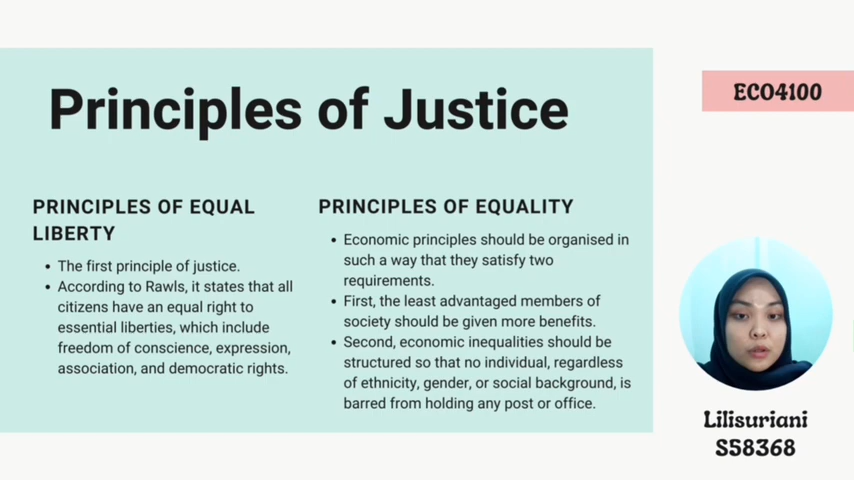 Principles of Justice
ECO4100
PRINCIPLES OF EQUAL
LIBERTY
• The first principle of justice.
• According to Rawls, it states that all
citizens have an equal right to
essential liberties, which include
freedom of conscience, expression,
association, and democratic rights.
PRINCIPLES OF EQUALITY
• Economic principles should be organised in
such a way that they satisfy two
requirements.
• First, the least advantaged members of
society should be given more benefits.
• Second, economic inequalities should be
structured so that no individual, regardless
of ethnicity, gender, or social background, is
barred from holding any post or office.
Lilisuriani
S58368